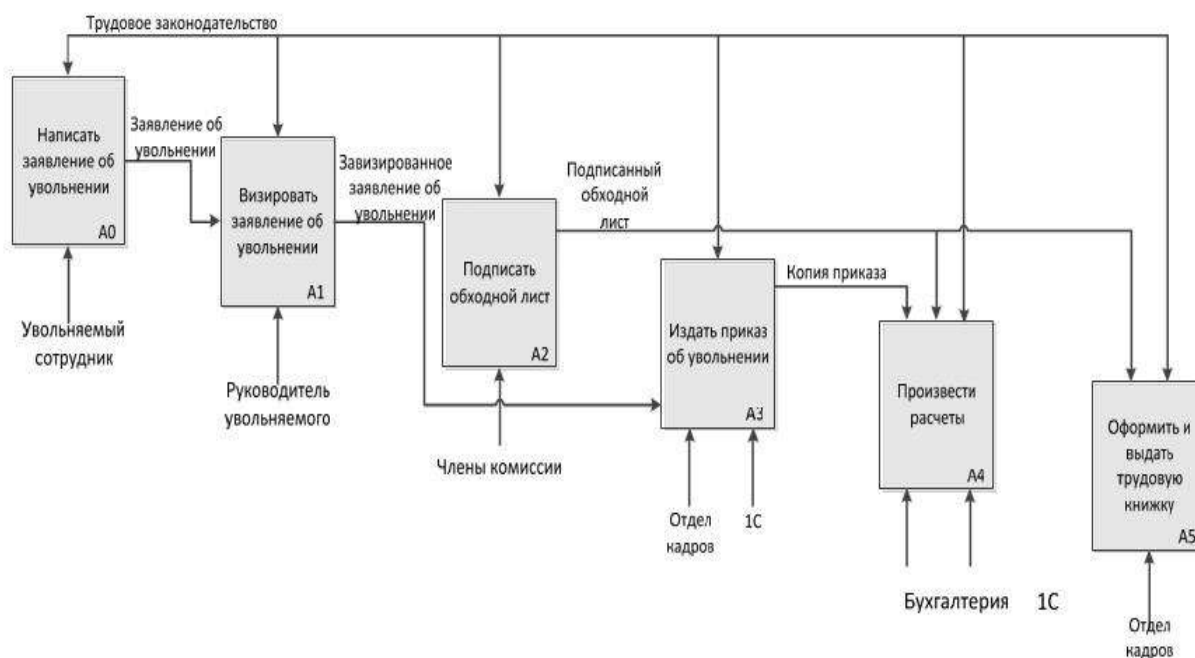 Трудовое законодательство
Написать
заявление об
увольнении
А0
Заявление об
увольнении
Визировать
заявление об
увольнении
А1
Завизированное
заявление об
увольнении
Подписать
обходной лист
А2
Подписанный
обходной
лист
Издать приказ
об увольнении
А3
Копия приказа
Произвести
расчеты
А4
Оформить и
выдать
трудовую
книжку
А5
Увольняемый
сотрудник
Руководитель
увольняемого
Члены комиссии
Отдел
кадров
1С
Бухгалтерия
1С
Отдел
кадров